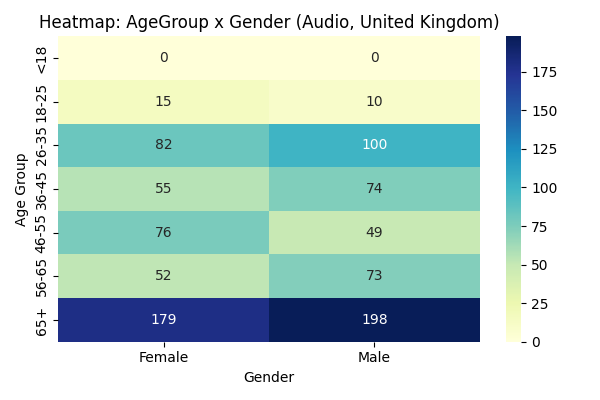 Heatmap: AgeGroup x Gender (Audio, United Kingdom)
Age Group
<18 0 0
18-25 15 10
26-35 82 100
36-45 55 74
46-55 76 49
56-65 52 73
65+ 179 198
Female Male
Gender
175
150
125
100
75
50
25
0